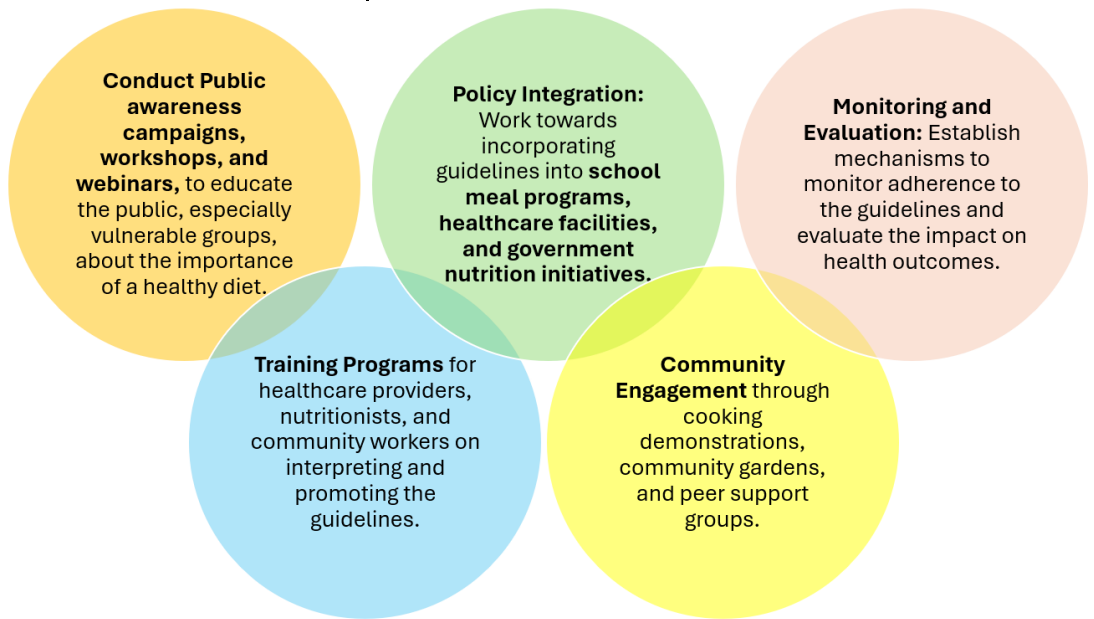 Conduct Public
awareness
campaigns,
workshops, and
webinars, to educate
the public, especially
vulnerable groups,
about the importance
of a healthy diet.
Training Programs for
healthcare providers,
nutritionists, and
community workers on
interpreting and
promoting the
guidelines.
Policy Integration:
Work towards
incorporating
guidelines into school
meal programs,
healthcare facilities,
and government
nutrition initiatives.
Community
Engagement through
cooking
demonstrations,
community gardens,
and peer support
groups.
Monitoring and
Evaluation: Establish
mechanisms to
monitor adherence to
the guidelines and
evaluate the impact on
health outcomes.